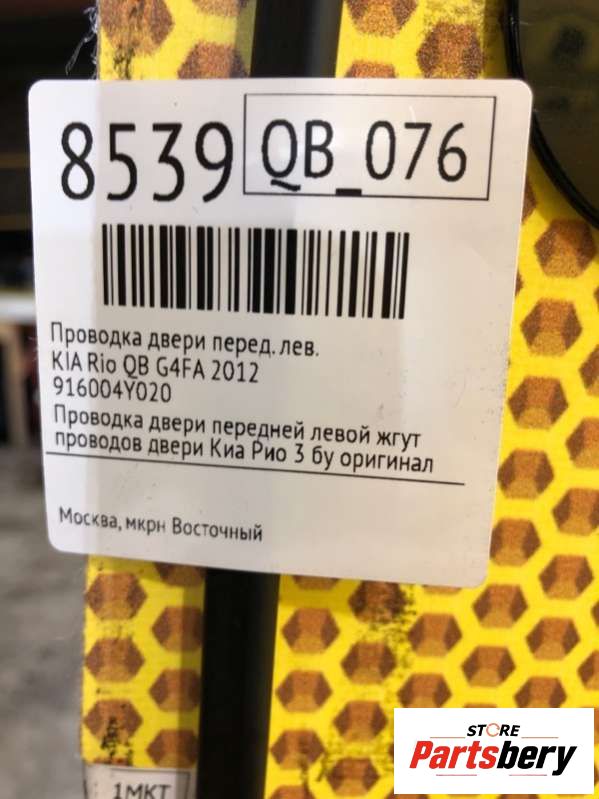 8539 QB_076
Проводка двери перед. лев.
KIA Rio QB G4FA 2012
916004Y020
Проводка двери передней левой жгут
проводов двери Киа Рио 3 бу оригинал
Москва, мкрн Восточный
1МКТ
STORE
Partsbery